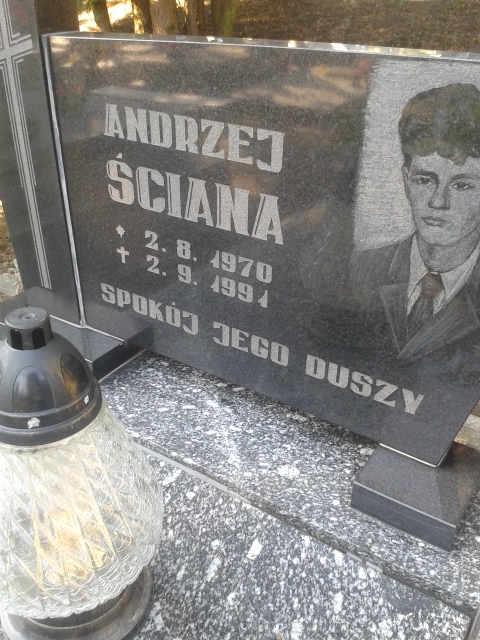 ANDRZEJ
ŚCIANA
* 2. 8. 1970
† 2. 9. 1991
SPOKÓJ JEGO DUSZY